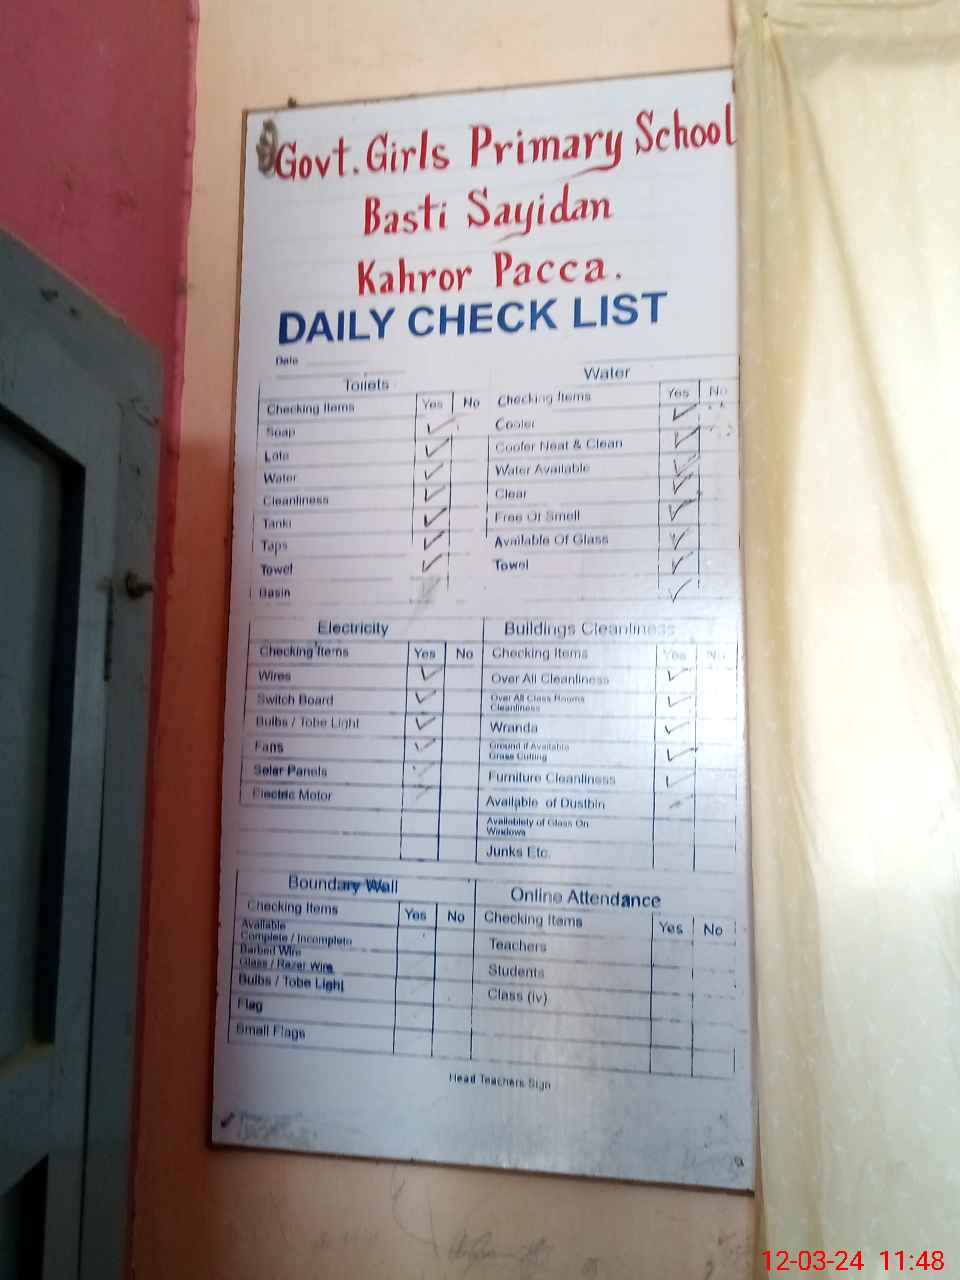 Govt. Girls Primary School
Basti Sayidan
Kahror Pacca.
DAILY CHECK LIST
Date
Toilets
Checking Items Yes No
Soap
Lota
Water
Cleanliness
Tanki
Taps
Towel
Basin
Water
Checking Items Yes No
Cooler
Cooler Neat & Clean
Water Available
Clear
Free Of Smell
Available Of Glass
Towel
Electricity
Checking Items Yes No
Wires
Switch Board
Bulbs / Tobe Light
Fans
Solar Panels
Electric Motor
Buildings Cleanliness
Checking Items Yes No
Over All Cleanliness
Over All Class Rooms
Cleanliness
Wranda
Ground if Available
Grass Cutting
Furniture Cleanliness
Available of Dustbin
Availablety of Glass On
Windows
Junks Etc.
Boundary Wall
Checking Items Yes No
Available
Complete / Incomplete
Barbed Wire
Glass / Razer Wire
Bulbs / Tobe Light
Flag
Small Flags
Online Attendance
Checking Items Yes No
Teachers
Students
Class (iv)
Head Teachers Sign
12-03-24 11:48